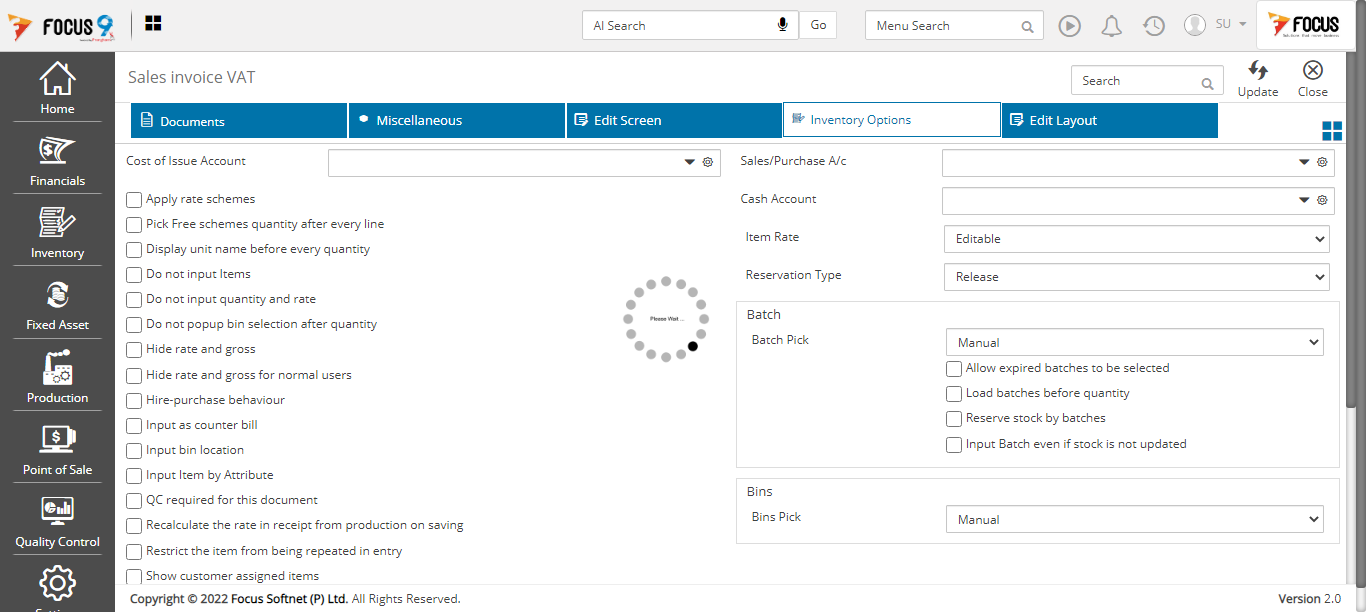 FOCUS 9
AI Search
Go
Menu Search
SU
FOCUS
Home
Financials
Inventory
Fixed Asset
Production
Point of Sale
Quality Control
Sales invoice VAT
Search
Update
Close
Documents
Miscellaneous
Edit Screen
Inventory Options
Edit Layout
Cost of Issue Account
Apply rate schemes
Pick Free schemes quantity after every line
Display unit name before every quantity
Do not input Items
Do not input quantity and rate
Do not popup bin selection after quantity
Hide rate and gross
Hide rate and gross for normal users
Hire-purchase behaviour
Input as counter bill
Input bin location
Input Item by Attribute
QC required for this document
Recalculate the rate in receipt from production on saving
Restrict the item from being repeated in entry
Show customer assigned items
Please Wait ...
Sales/Purchase A/c
Cash Account
Item Rate
Editable
Reservation Type
Release
Batch
Batch Pick
Manual
Allow expired batches to be selected
Load batches before quantity
Reserve stock by batches
Input Batch even if stock is not updated
Bins
Bins Pick
Manual
Copyright © 2022 Focus Softnet (P) Ltd. All Rights Reserved.
Version 2.0